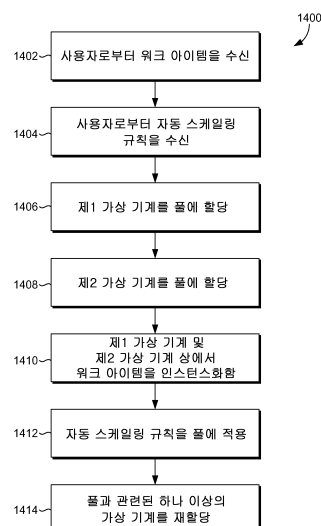 1400
1402
사용자로부터 워크 아이템을 수신
1404
사용자로부터 자동 스케일링
규칙을 수신
1406
제1 가상 기계를 풀에 할당
1408
제2 가상 기계를 풀에 할당
1410
제1 가상 기계 및
제2 가상 기계 상에서
워크 아이템을 인스턴스화함
1412
자동 스케일링 규칙을 풀에 적용
1414
풀과 관련된 하나 이상의
가상 기계를 재할당